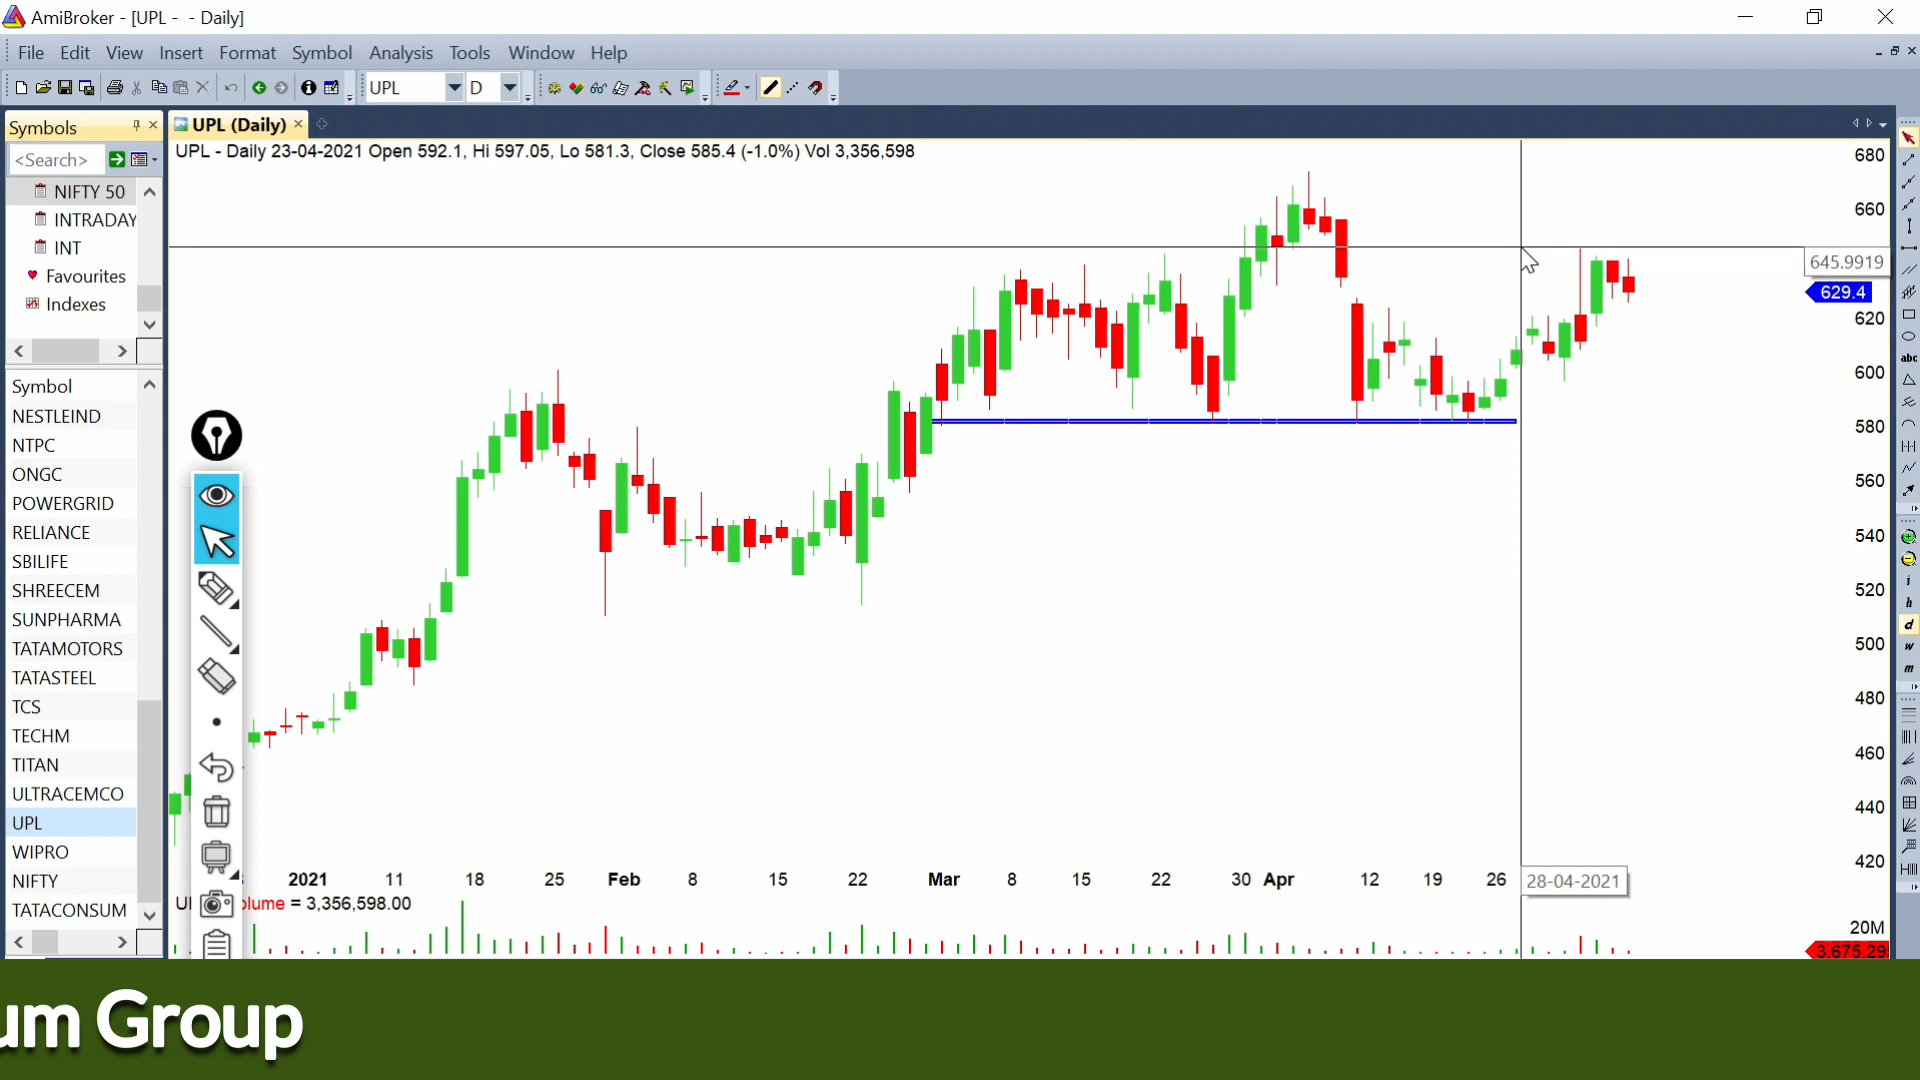 AmiBroker - [UPL - - Daily]
File Edit View Insert Format Symbol Analysis Tools Window Help
UPL D
Symbols
UPL (Daily)
<Search>
UPL - Daily 23-04-2021 Open 592.1, Hi 597.05, Lo 581.3, Close 585.4 (-1.0%) Vol 3,356,598
NIFTY 50
INTRADAY
INT
Favourites
Indexes
Symbol
NESTLEIND
NTPC
ONGC
POWERGRID
RELIANCE
SBILIFE
SHREECEM
SUNPHARMA
TATAMOTORS
TATASTEEL
TCS
TECHM
TITAN
ULTRACEMCO
UPL
WIPRO
NIFTY
TATACONSUM
680
660
645.9919
629.4
620
600
580
560
540
520
500
480
460
440
420
2021 11 18 25 Feb 8 15 22 Mar 8 15 22 30 Apr 12 19 26 28-04-2021
U olume = 3,356,598.00
20M
3,675,29
abc
i
h
d
w
m
um Group